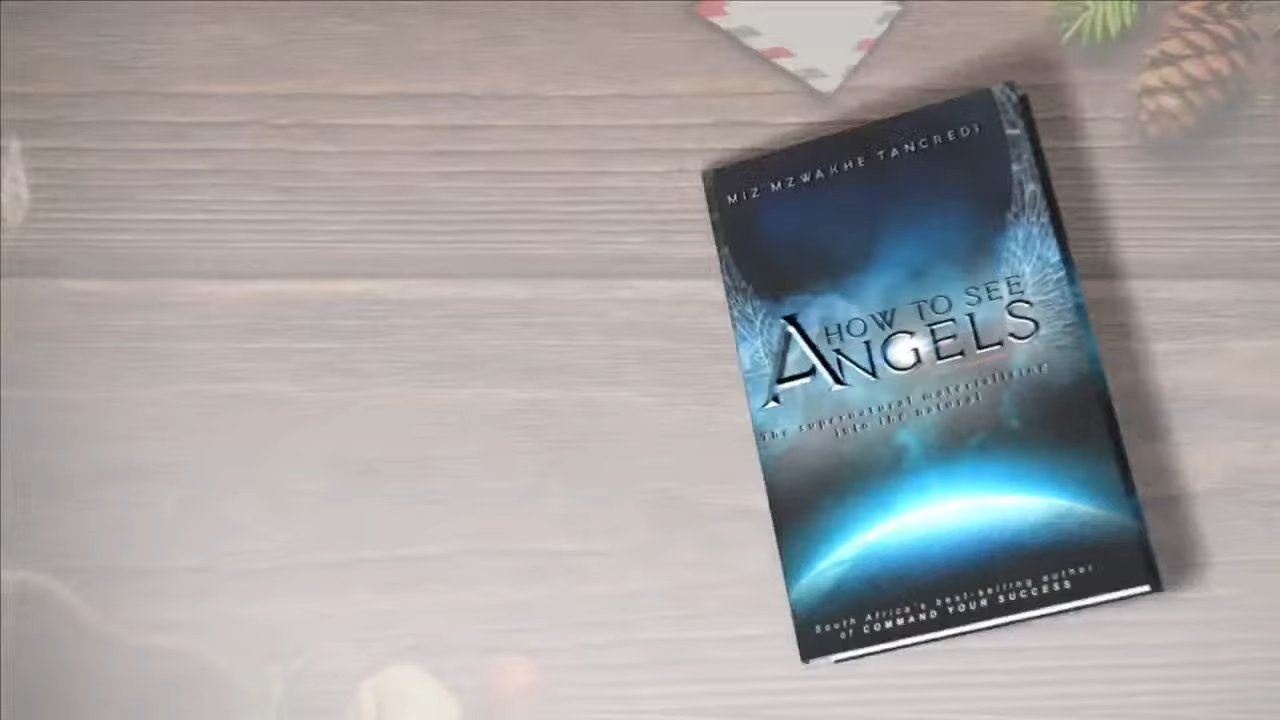 MIZ MZWAKHE TANCREDI
HOW TO SEE
ANGELS
The supernatural materialising
into the natural
South Africa's best-selling author
of COMMAND YOUR SUCCESS